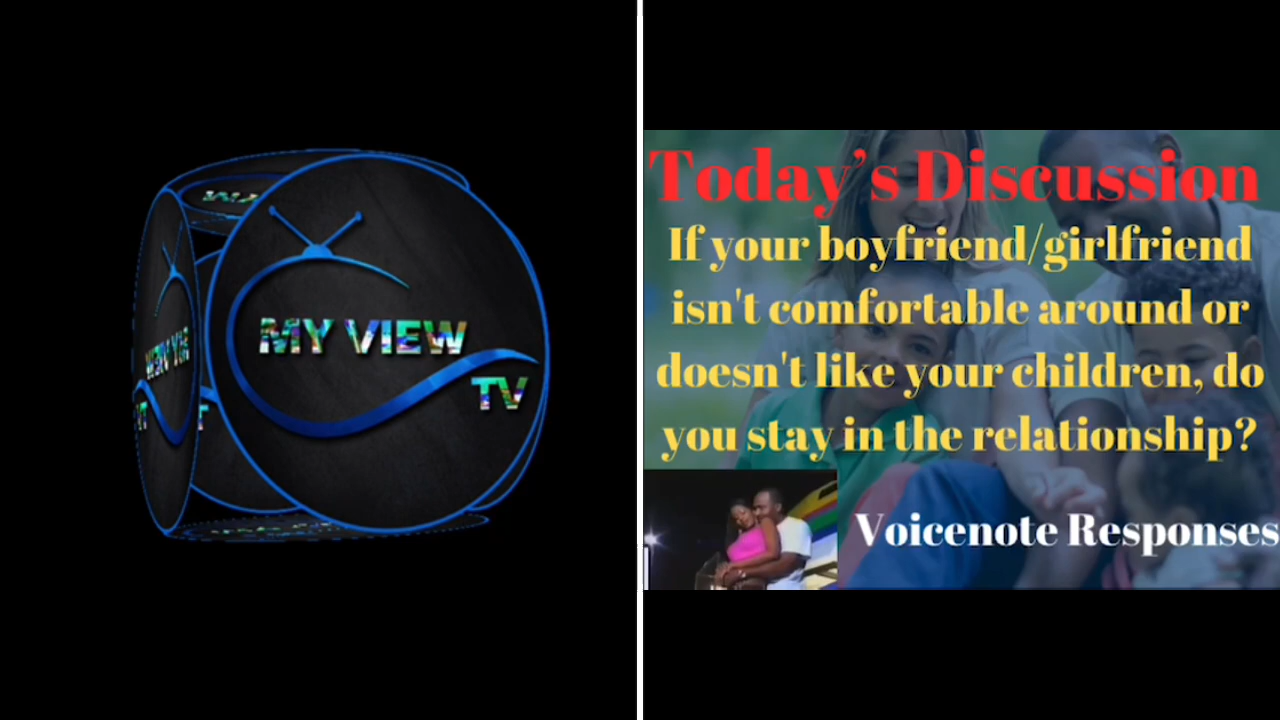 MY VIEW
TV
Today's Discussion
If your boyfriend/girlfriend
isn't comfortable around or
doesn't like your children, do
you stay in the relationship?
Voicenote Responses